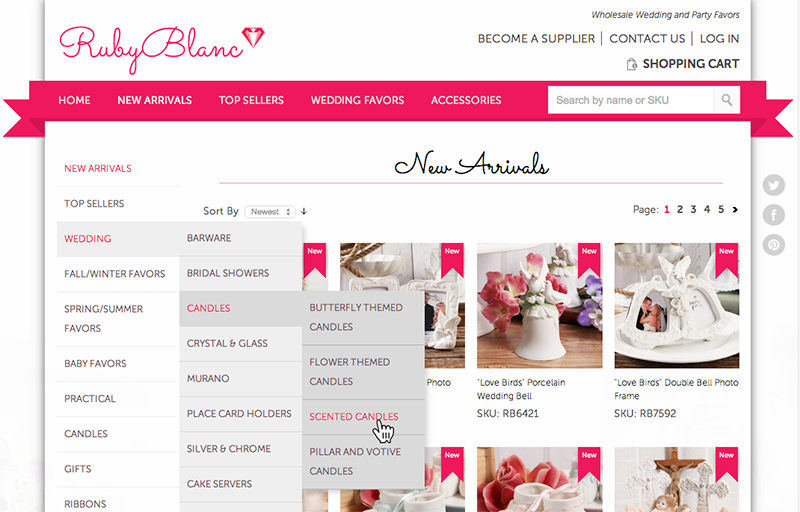 Wholesale Wedding and Party Favors
RubyBlanc
BECOME A SUPPLIER | CONTACT US | LOG IN
SHOPPING CART
HOME NEW ARRIVALS TOP SELLERS WEDDING FAVORS ACCESSORIES
Search by name or SKU
NEW ARRIVALS
TOP SELLERS
WEDDING
FALL/WINTER FAVORS
SPRING/SUMMER
FAVORS
BABY FAVORS
PRACTICAL
CANDLES
GIFTS
RIBBONS
BARWARE
BRIDAL SHOWERS
CANDLES
CRYSTAL & GLASS
MURANO
PLACE CARD HOLDERS
SILVER & CHROME
CAKE SERVERS
BUTTERFLY THEMED
CANDLES
FLOWER THEMED
CANDLES
SCENTED CANDLES
PILLAR AND VOTIVE
CANDLES
New Arrivals
Sort By Newest
Page: 1 2 3 4 5
New
New
New
New
Photo
"Love Birds" Porcelain
Wedding Bell
SKU: RB6421
"Love Birds" Double Bell Photo
Frame
SKU: RB7592
New
New
New